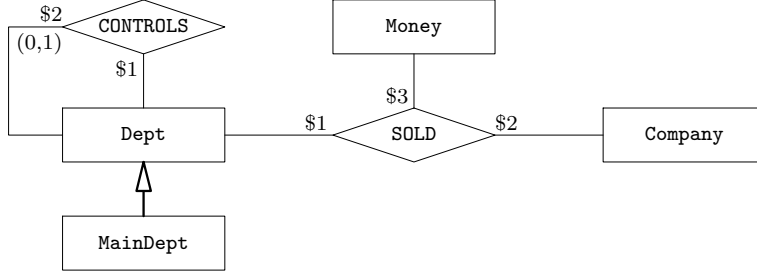 $2
CONTROLS
Money
(0,1)
$1
$3
Dept
$1
SOLD
$2
Company
MainDept